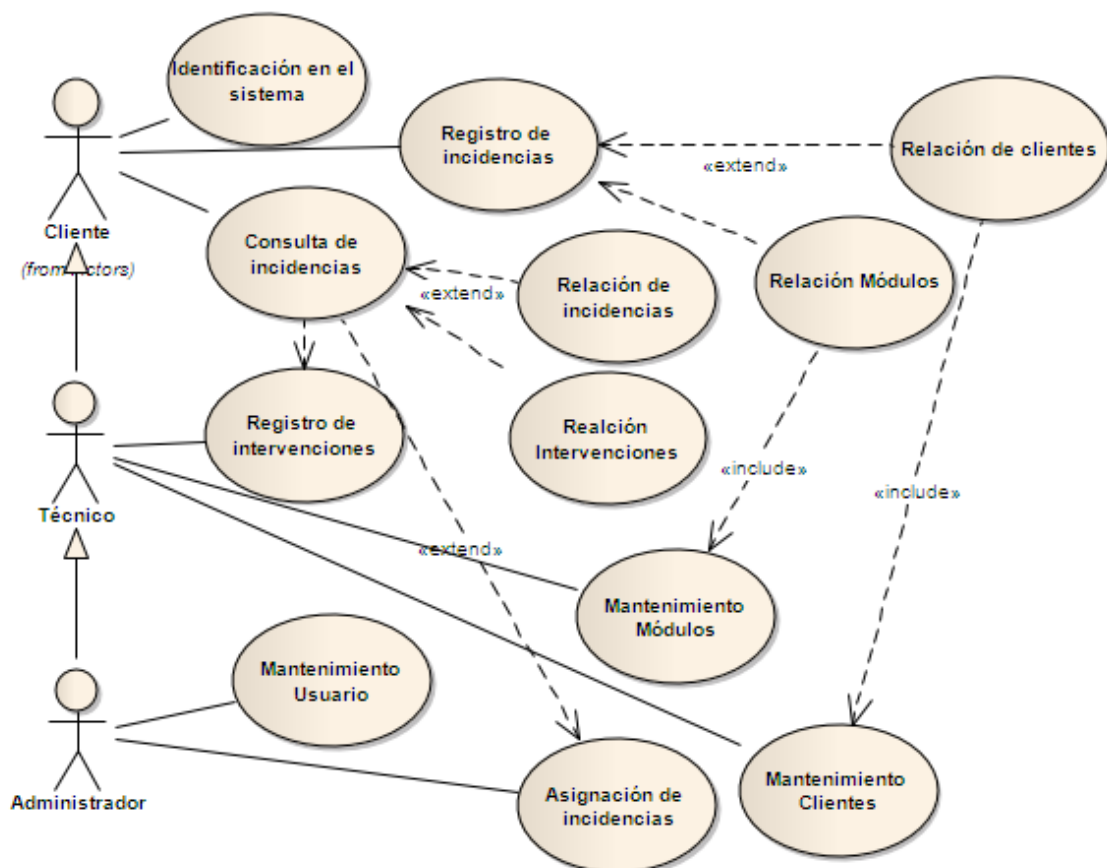 Identificación en el
sistema
Registro de
incidencias
Relación de clientes
«extend»
Cliente
(from Actors)
Consulta de
incidencias
Relación de
incidencias
«extend»
Relación Módulos
Registro de
intervenciones
Realción
Intervenciones
«include»
«include»
Técnico
«extend»
Mantenimiento
Módulos
Mantenimiento
Usuario
Administrador
Asignación de
incidencias
Mantenimiento
Clientes